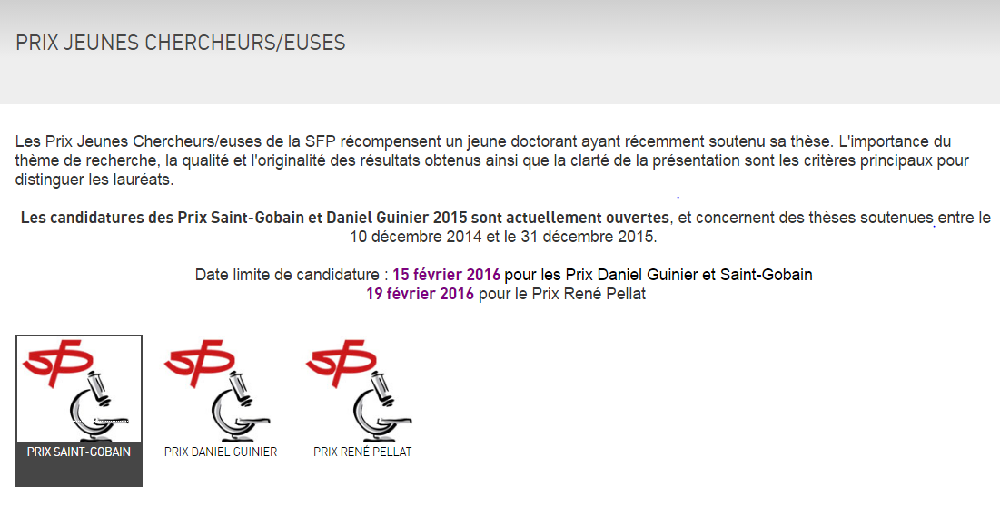 PRIX JEUNES CHERCHEURS/EUSES
Les Prix Jeunes Chercheurs/euses de la SFP récompensent un jeune doctorant ayant récemment soutenu sa thèse. L'importance du
thème de recherche, la qualité et l'originalité des résultats obtenus ainsi que la clarté de la présentation sont les critères principaux pour
distinguer les lauréats.
Les candidatures des Prix Saint-Gobain et Daniel Guinier 2015 sont actuellement ouvertes, et concernent des thèses soutenues entre le
10 décembre 2014 et le 31 décembre 2015.
Date limite de candidature : 15 février 2016 pour les Prix Daniel Guinier et Saint-Gobain
19 février 2016 pour le Prix René Pellat
sfp sfp sfp
PRIX SAINT-GOBAIN PRIX DANIEL GUINIER PRIX RENÉ PELLAT